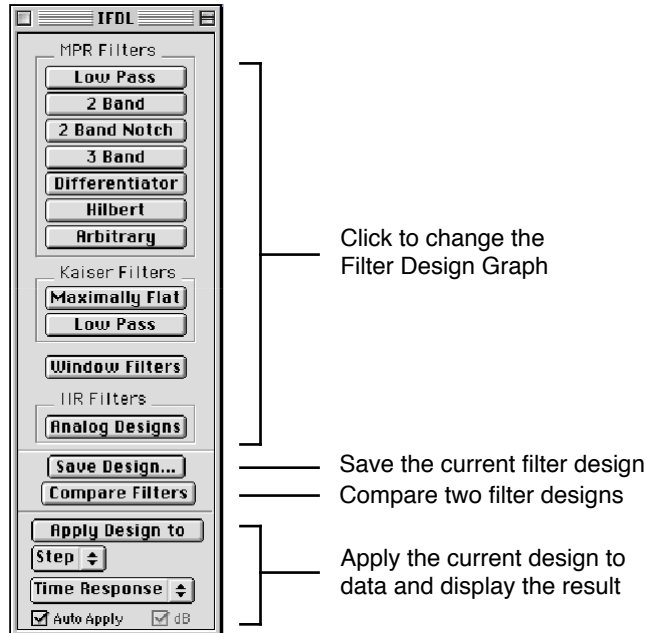 IFDL
MPR Filters
Low Pass
2 Band
2 Band Notch
3 Band
Differentiator
Hilbert
Arbitrary
Kaiser Filters
Maximally Flat
Low Pass
Window Filters
IIR Filters
Analog Designs
Save Design...
Compare Filters
Apply Design to
Step
Time Response
Auto Apply dB
Click to change the
Filter Design Graph
Save the current filter design
Compare two filter designs
Apply the current design to
data and display the result